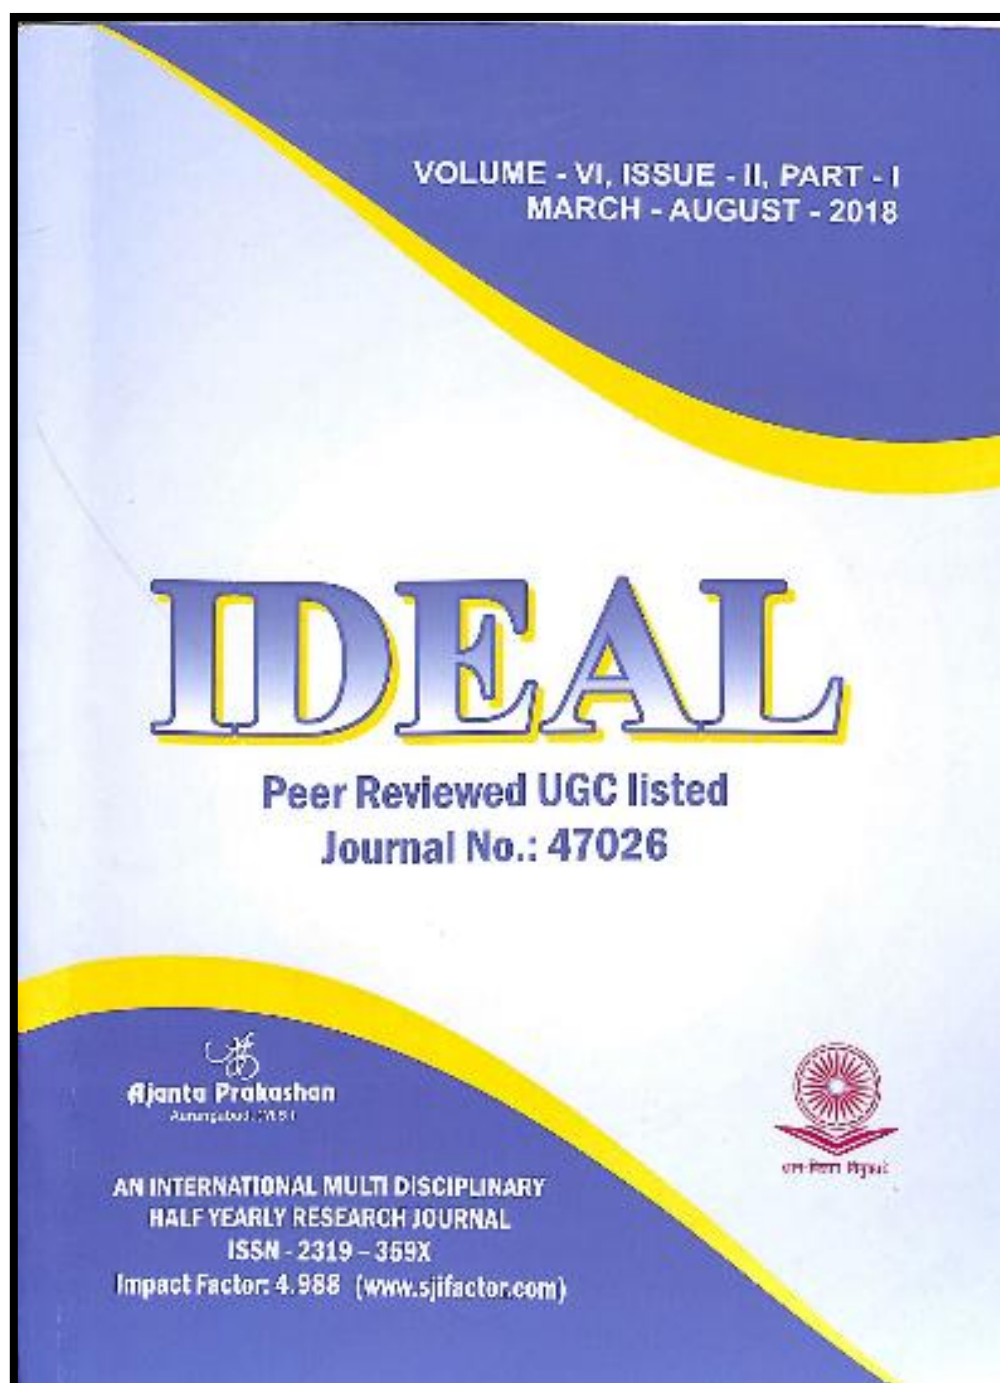 VOLUME - VI, ISSUE - II, PART - I
MARCH - AUGUST - 2018
IDEAL
Peer Reviewed UGC listed
Journal No.: 47026
Ajanta Prakashan
Aurangabad. (M.S.)
AN INTERNATIONAL MULTI DISCIPLINARY
HALF YEARLY RESEARCH JOURNAL
ISSN - 2319 – 359X
Impact Factor: 4.988 (www.sjifactor.com)